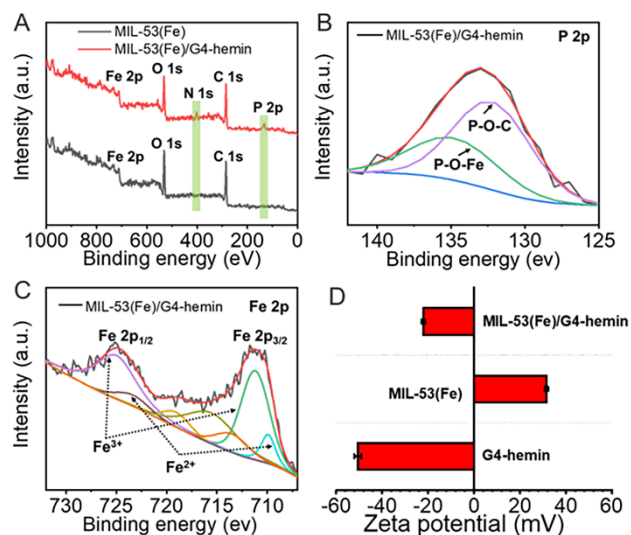 A
MIL-53(Fe)
MIL-53(Fe)/G4-hemin
Fe 2p
O 1s
N 1s
C 1s
P 2p
Fe 2p
O 1s
C 1s
Intensity (a.u.)
1000 800 600 400 200 0
Binding energy (eV)
B
MIL-53(Fe)/G4-hemin
P 2p
P-O-C
P-O-Fe
Intensity (a.u.)
140 135 130 125
Binding energy (ev)
C
MIL-53(Fe)/G4-hemin
Fe 2p
Fe 2p1/2
Fe 2p3/2
Fe3+
Fe2+
Intensity (a.u.)
730 725 720 715 710
Binding energy (ev)
D
MIL-53(Fe)/G4-hemin
MIL-53(Fe)
G4-hemin
-60 -40 -20 0 20 40 60
Zeta potential (mV)